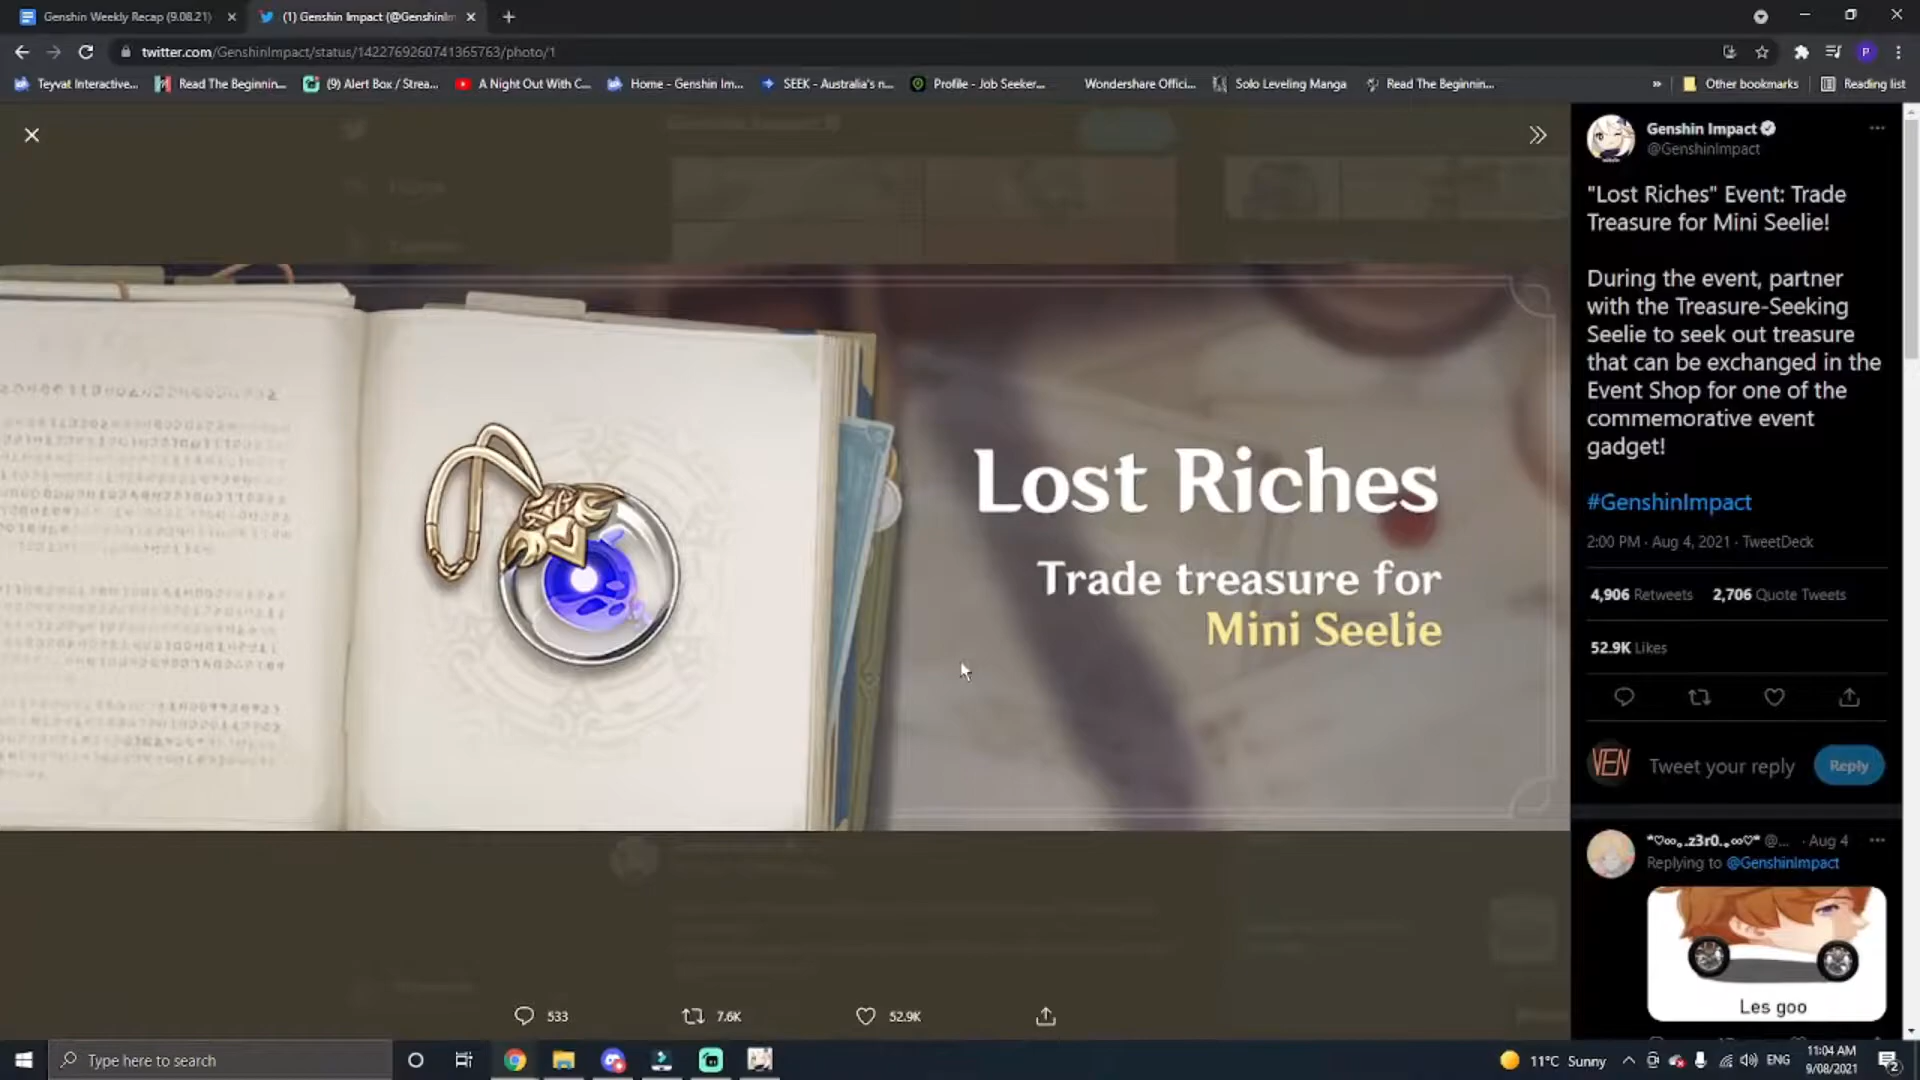 Genshin Weekly Recap (9.08.21)
(1) Genshin Impact (@GenshinIm
twitter.com/GenshinImpact/status/1422769260741365763/photo/1
Teyvat Interactive...
Read The Beginnin...
(9) Alert Box / Strea...
A Night Out With C...
Home - Genshin Im...
SEEK - Australia's n...
Profile - Job Seeker...
Wondershare Offici...
Solo Leveling Manga
Read The Beginnin...
»
Other bookmarks
Reading list
Lost Riches
Trade treasure for
Mini Seelie
533
7.6K
52.9K
Genshin Impact
@GenshinImpact
"Lost Riches" Event: Trade
Treasure for Mini Seelie!
During the event, partner
with the Treasure-Seeking
Seelie to seek out treasure
that can be exchanged in the
Event Shop for one of the
commemorative event
gadget!
#GenshinImpact
2:00 PM · Aug 4, 2021 · TweetDeck
4,906 Retweets 2,706 Quote Tweets
52.9K Likes
VEN
Tweet your reply
Reply
*♡∞｡.z3r0.｡∞♡* @... · Aug 4
Replying to @GenshinImpact
Les goo
Type here to search
11°C Sunny
ENG
11:04 AM
9/08/2021
2